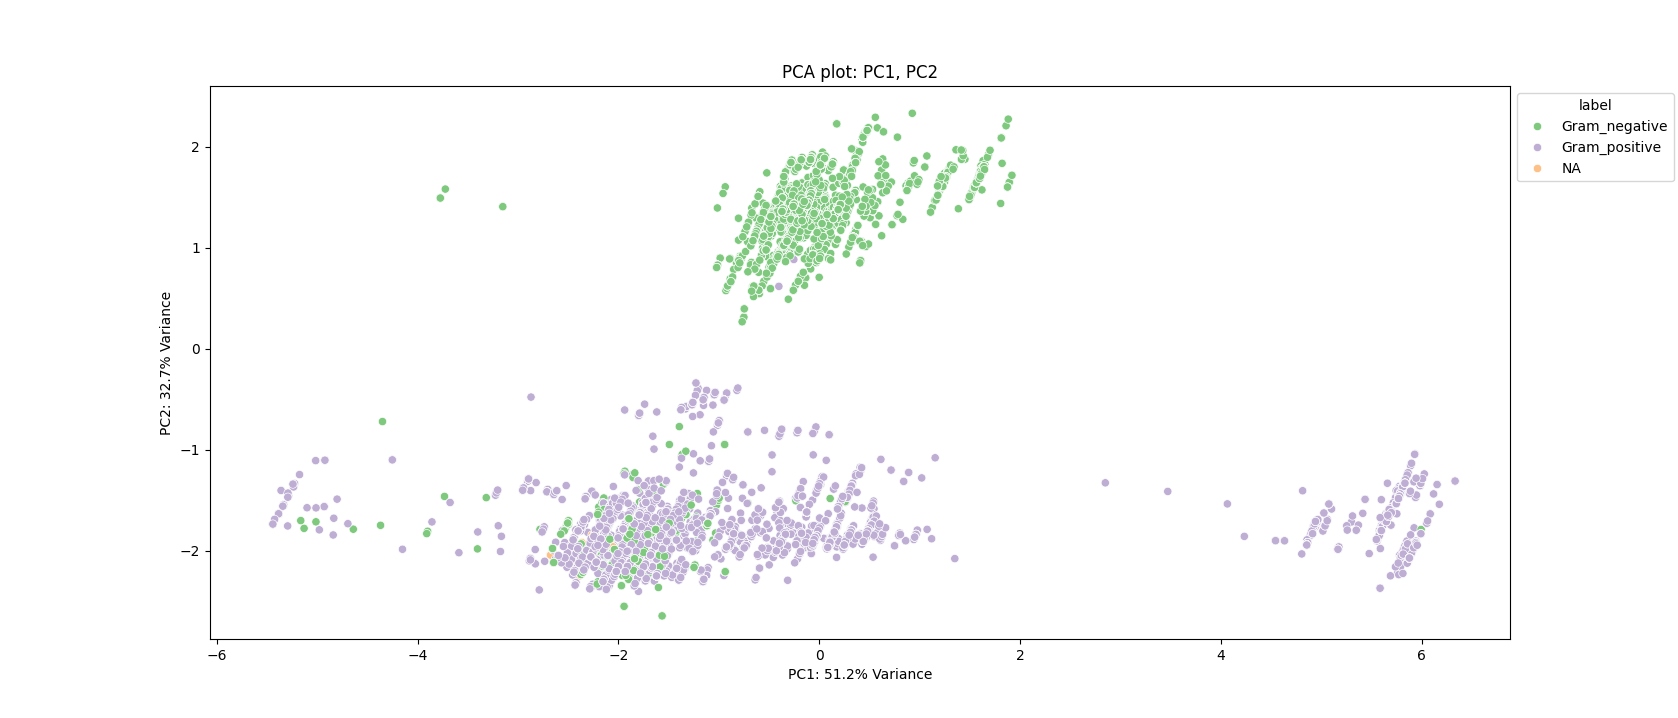 PCA plot: PC1, PC2
label
Gram_negative
Gram_positive
NA
PC2: 32.7% Variance
2
1
0
−1
−2
−6
−4
−2
0
2
4
6
PC1: 51.2% Variance